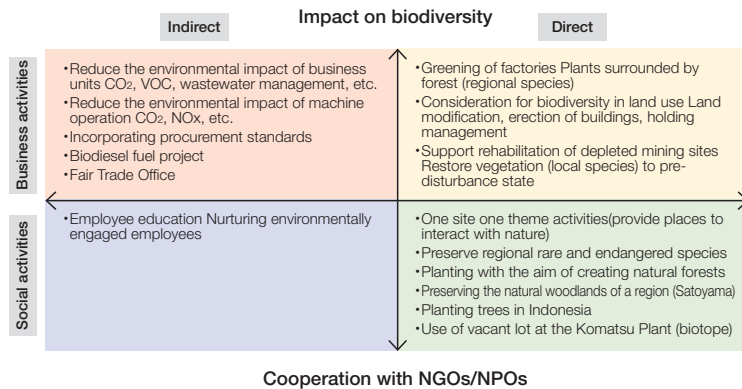 Impact on biodiversity
Indirect
Direct
Business activities
•Reduce the environmental impact of business
units CO₂, VOC, wastewater management, etc.
•Reduce the environmental impact of machine
operation CO₂, NOx, etc.
•Incorporating procurement standards
•Biodiesel fuel project
•Fair Trade Office
•Greening of factories Plants surrounded by
forest (regional species)
•Consideration for biodiversity in land use Land
modification, erection of buildings, holding
management
•Support rehabilitation of depleted mining sites
Restore vegetation (local species) to pre-
disturbance state
Social activities
•Employee education Nurturing environmentally
engaged employees
•One site one theme activities(provide places to
interact with nature)
•Preserve regional rare and endangered species
•Planting with the aim of creating natural forests
•Preserving the natural woodlands of a region (Satoyama)
•Planting trees in Indonesia
•Use of vacant lot at the Komatsu Plant (biotope)
Cooperation with NGOs/NPOs